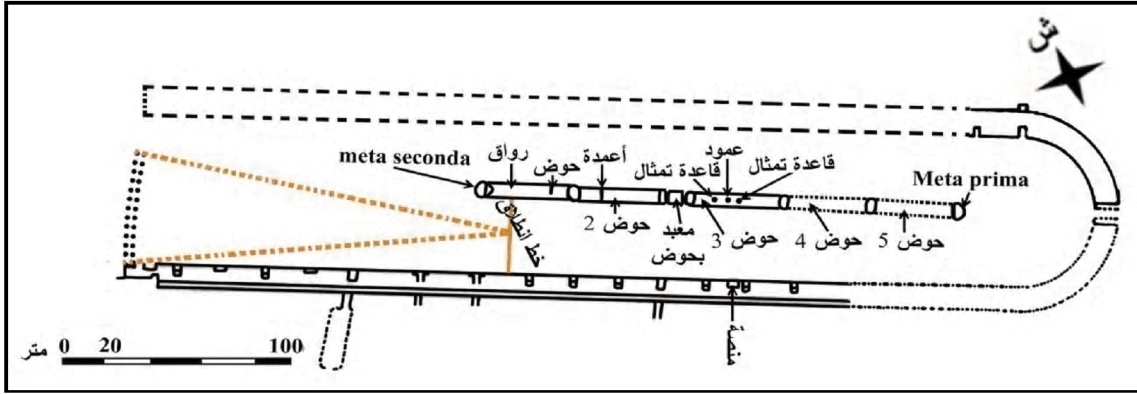 ش
meta seconda
رواق
حوض
أعمدة
قاعدة تمثال
عمود
قاعدة تمثال
Meta prima
خط انطلاق
حوض 2
معبد
بحوض
حوض 3
حوض 4
حوض 5
منصة
متر 0 20 100